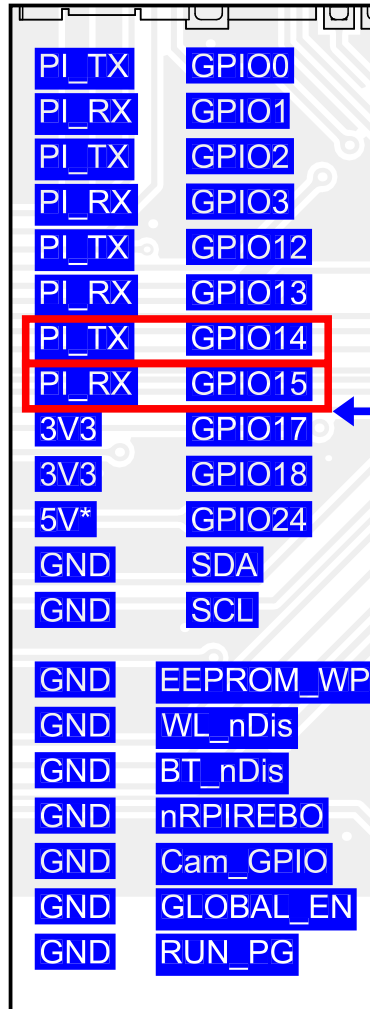 PI_TX GPIO0
PI_RX GPIO1
PI_TX GPIO2
PI_RX GPIO3
PI_TX GPIO12
PI_RX GPIO13
PI_TX GPIO14
PI_RX GPIO15
3V3 GPIO17
3V3 GPIO18
5V* GPIO24
GND SDA
GND SCL
GND EEPROM_WP
GND WL_nDis
GND BT_nDis
GND nRPIREBO
GND Cam_GPIO
GND GLOBAL_EN
GND RUN_PG